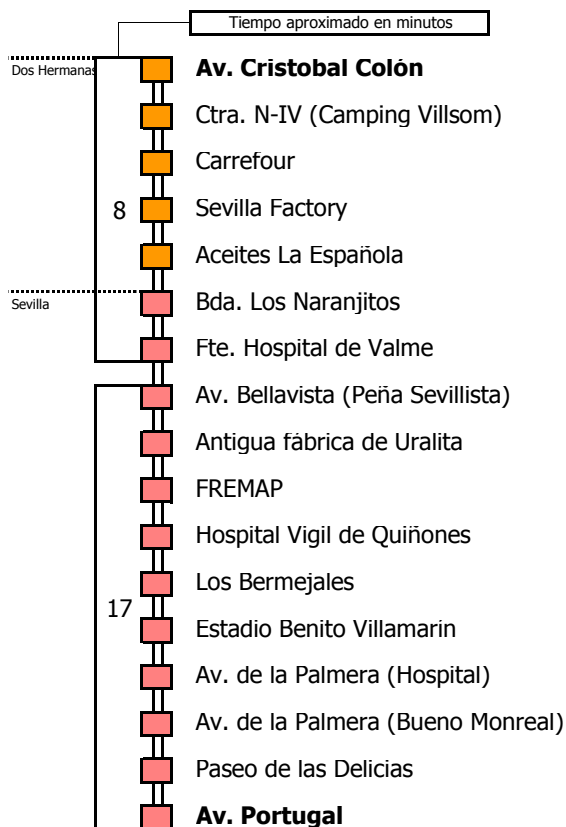 Tiempo aproximado en minutos
Dos Hermanas
Av. Cristobal Colón
Ctra. N-IV (Camping Villsom)
Carrefour
8
Sevilla Factory
Aceites La Española
Sevilla
Bda. Los Naranjitos
Fte. Hospital de Valme
Av. Bellavista (Peña Sevillista)
Antigua fábrica de Uralita
FREMAP
Hospital Vigil de Quiñones
Los Bermejales
17
Estadio Benito Villamarin
Av. de la Palmera (Hospital)
Av. de la Palmera (Bueno Monreal)
Paseo de las Delicias
Av. Portugal